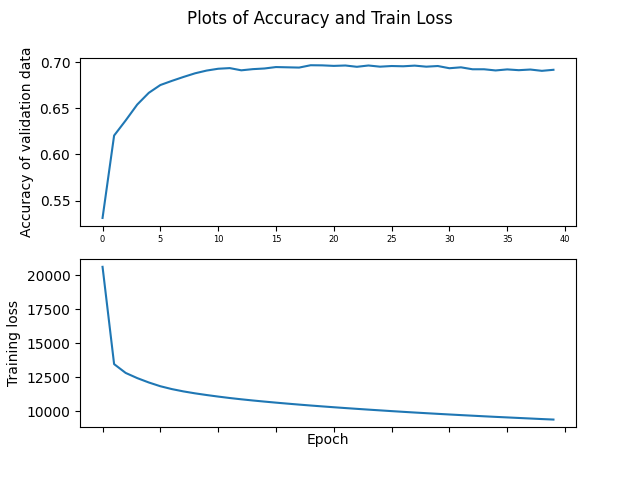 Plots of Accuracy and Train Loss
Accuracy of validation data
0.70
0.65
0.60
0.55
0 5 10 15 20 25 30 35 40
Training loss
20000
17500
15000
12500
10000
Epoch